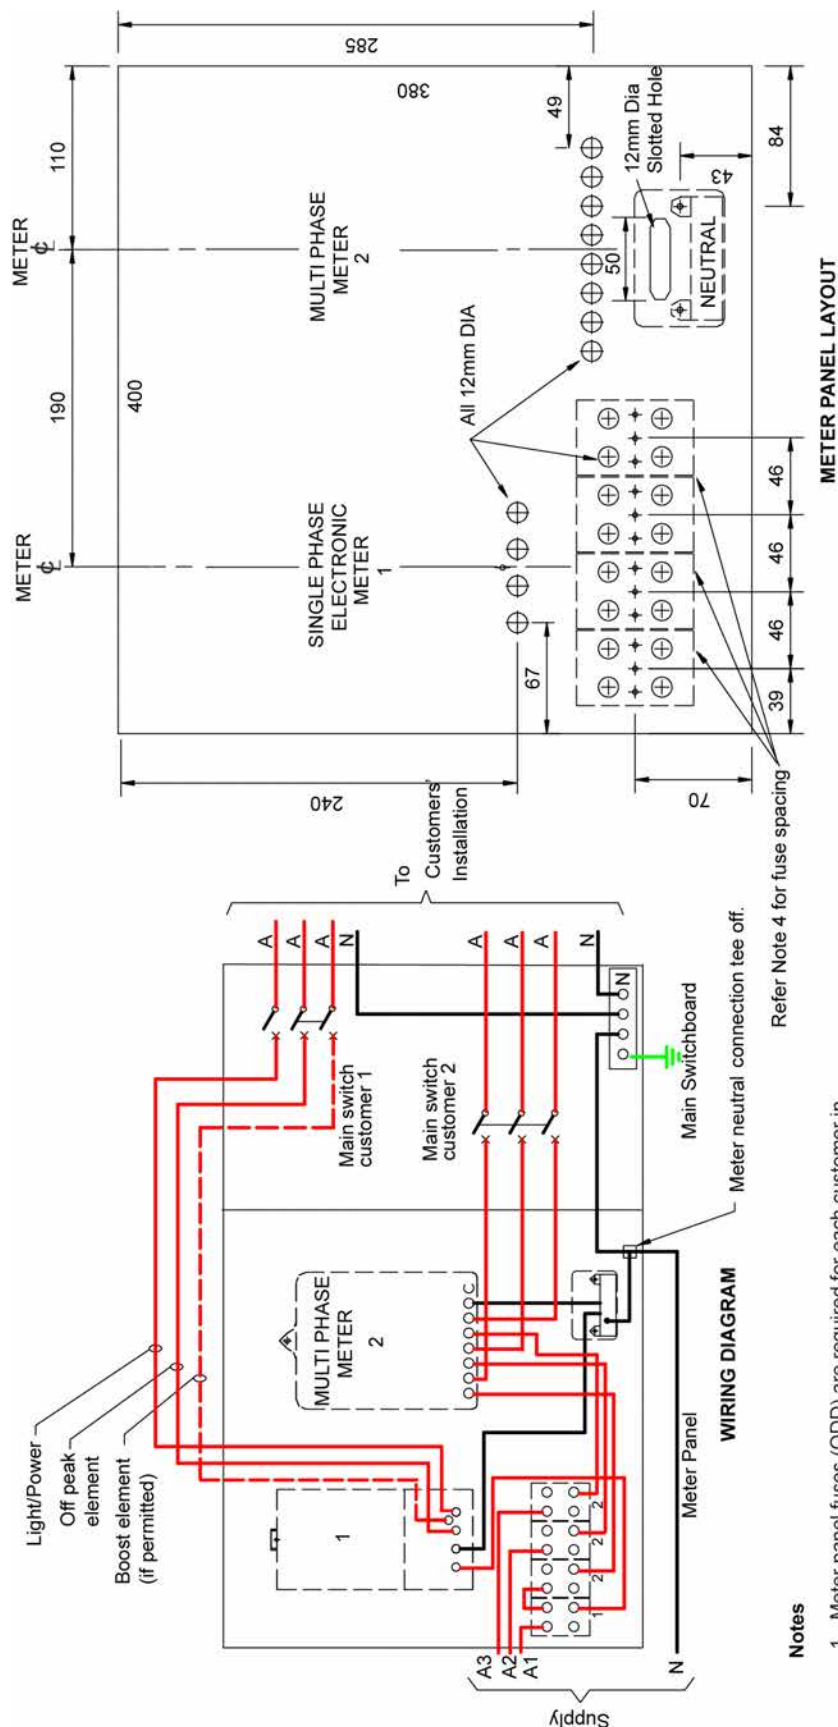 METER
METER
190
110
400
380
285
SINGLE PHASE
ELECTRONIC
METER
1
MULTI PHASE
METER
2
All 12mm DIA
49
12mm Dia
Slotted Hole
50
NEUTRAL
43
84
67
240
70
39
46
46
46
Refer Note 4 for fuse spacing
METER PANEL LAYOUT
Light/Power
Off peak
element
Boost element
(if permitted)
1
MULTI PHASE
METER
2
C
Main switch
customer 1
Main switch
customer 2
A
A
A
N
A
A
A
N
To
Customers'
Installation
Supply
A3
A2
A1
N
1
2
2
2
Meter Panel
Main Switchboard
Meter neutral connection tee off.
WIRING DIAGRAM
Notes
1. Meter panel fuses (OPD) are required for each customer in